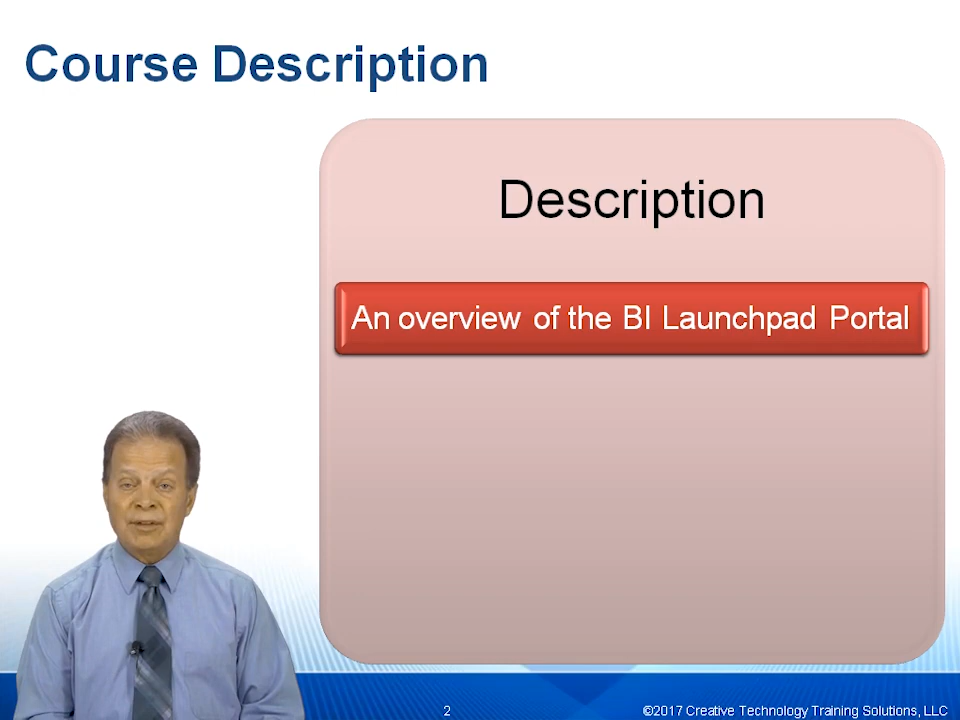 Course Description
Description
An overview of the BI Launchpad Portal
2
©2017 Creative Technology Training Solutions, LLC